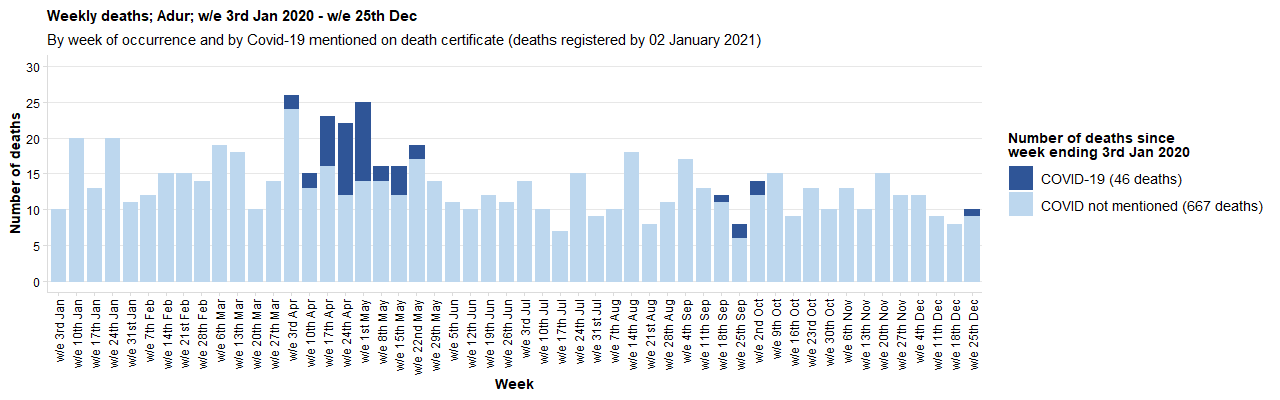 Weekly deaths; Adur; w/e 3rd Jan 2020 - w/e 25th Dec
By week of occurrence and by Covid-19 mentioned on death certificate (deaths registered by 02 January 2021)
Number of deaths
30
25
20
15
10
5
0
w/e 3rd Jan
w/e 10th Jan
w/e 17th Jan
w/e 24th Jan
w/e 31st Jan
w/e 7th Feb
w/e 14th Feb
w/e 21st Feb
w/e 28th Feb
w/e 6th Mar
w/e 13th Mar
w/e 20th Mar
w/e 27th Mar
w/e 3rd Apr
w/e 10th Apr
w/e 17th Apr
w/e 24th Apr
w/e 1st May
w/e 8th May
w/e 15th May
w/e 22nd May
w/e 29th May
w/e 5th Jun
w/e 12th Jun
w/e 19th Jun
w/e 26th Jun
w/e 3rd Jul
w/e 10th Jul
w/e 17th Jul
w/e 24th Jul
w/e 31st Jul
w/e 7th Aug
w/e 14th Aug
w/e 21st Aug
w/e 28th Aug
w/e 4th Sep
w/e 11th Sep
w/e 18th Sep
w/e 25th Sep
w/e 2nd Oct
w/e 9th Oct
w/e 16th Oct
w/e 23rd Oct
w/e 30th Oct
w/e 6th Nov
w/e 13th Nov
w/e 20th Nov
w/e 27th Nov
w/e 4th Dec
w/e 11th Dec
w/e 18th Dec
w/e 25th Dec
Week
Number of deaths since
week ending 3rd Jan 2020
COVID-19 (46 deaths)
COVID not mentioned (667 deaths)